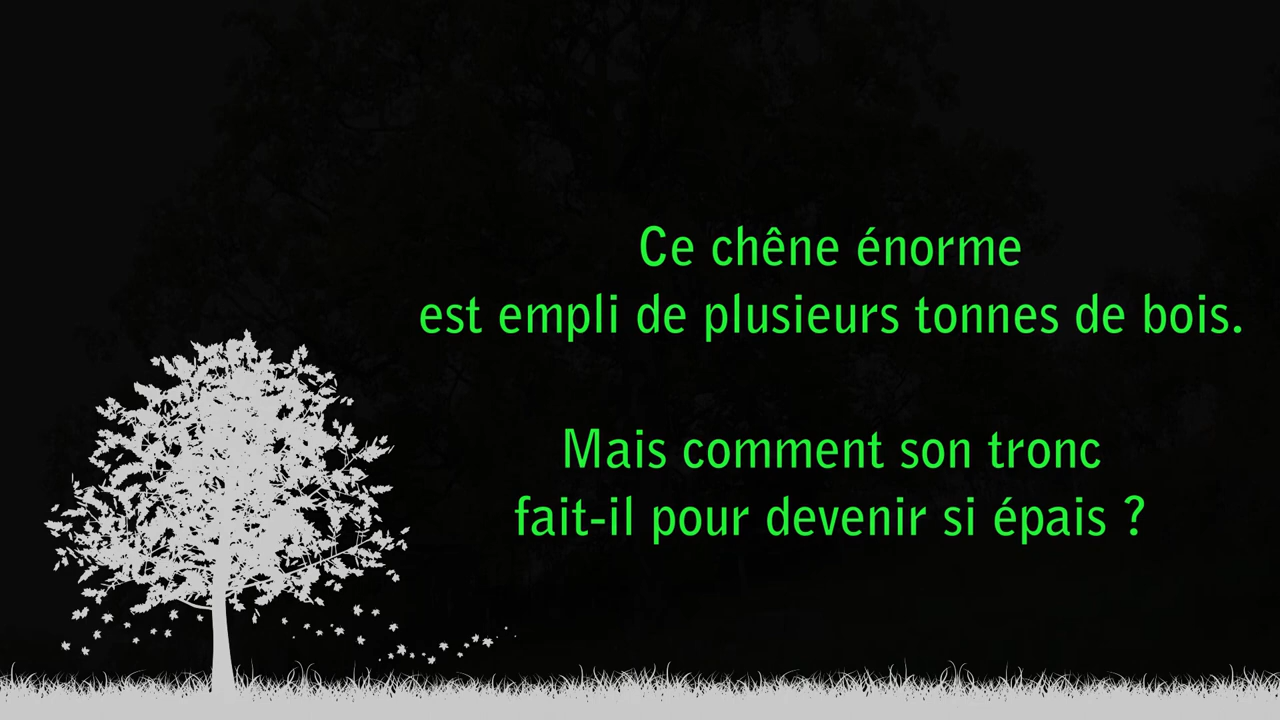 Ce chêne énorme
est empli de plusieurs tonnes de bois.
Mais comment son tronc
fait-il pour devenir si épais ?